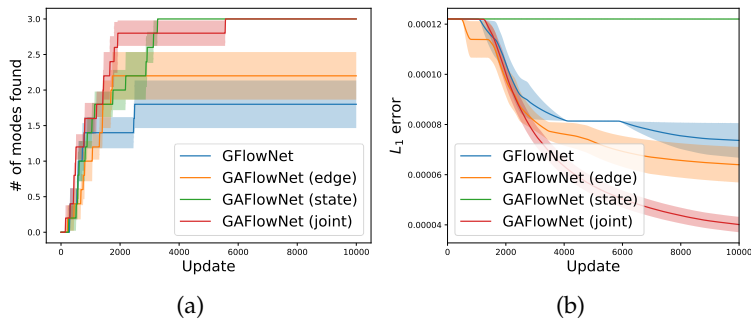 # of modes found
3.0
2.5
2.0
1.5
1.0
0.5
0.0
GFlowNet
GAFlowNet (edge)
GAFlowNet (state)
GAFlowNet (joint)
0 2000 4000 6000 8000 10000
Update
(a)
L₁ error
0.00012
0.00010
0.00008
0.00006
0.00004
GFlowNet
GAFlowNet (edge)
GAFlowNet (state)
GAFlowNet (joint)
0 2000 4000 6000 8000 10000
Update
(b)